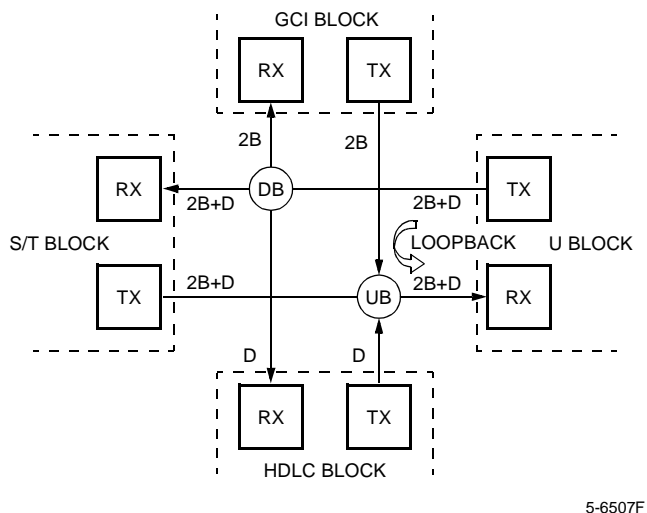 GCI BLOCK
RX TX
2B 2B
RX DB TX
2B+D 2B+D
S/T BLOCK LOOPBACK U BLOCK
TX 2B+D UB 2B+D RX
D D
RX TX
HDLC BLOCK
5-6507F